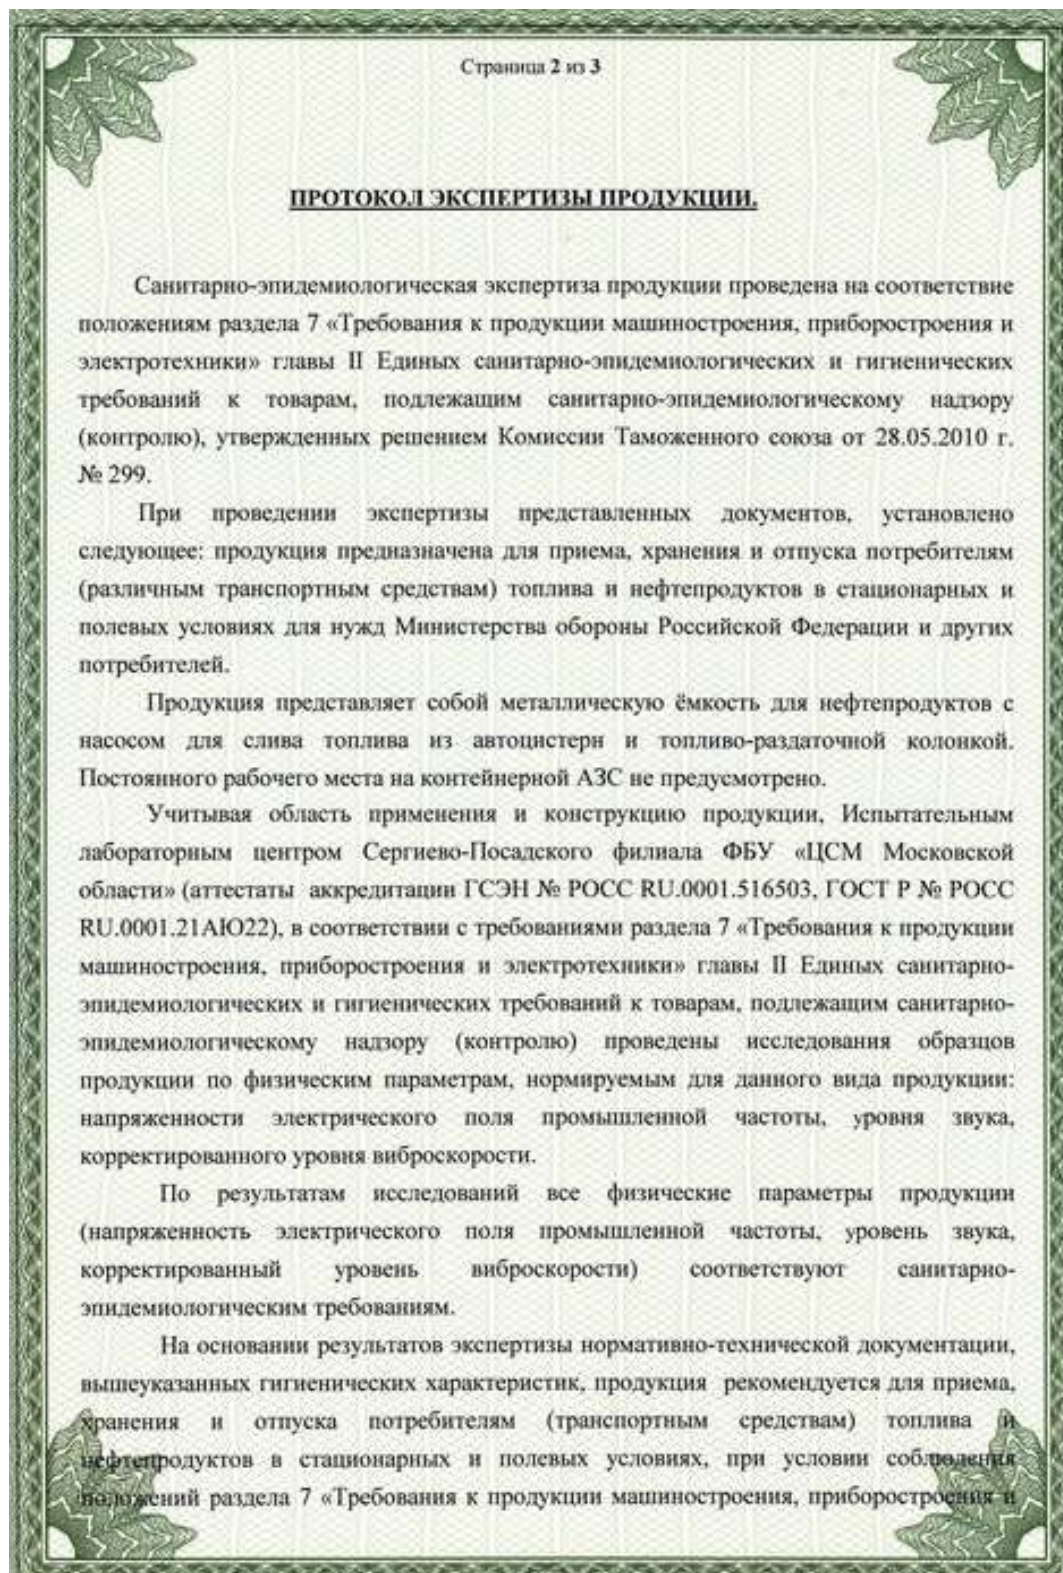 Страница 2 из 3
ПРОТОКОЛ ЭКСПЕРТИЗЫ ПРОДУКЦИИ.
Санитарно-эпидемиологическая экспертиза продукции проведена на соответствие
положениям раздела 7 «Требования к продукции машиностроения, приборостроения и
электротехники» главы II Единых санитарно-эпидемиологических и гигиенических
требований к товарам, подлежащим санитарно-эпидемиологическому надзору
(контролю), утвержденных решением Комиссии Таможенного союза от 28.05.2010 г.
№ 299.
При проведении экспертизы представленных документов, установлено
следующее: продукция предназначена для приема, хранения и отпуска потребителям
(различным транспортным средствам) топлива и нефтепродуктов в стационарных и
полевых условиях для нужд Министерства обороны Российской Федерации и других
потребителей.
Продукция представляет собой металлическую ёмкость для нефтепродуктов с
насосом для слива топлива из автоцистерн и топливо-раздаточной колонкой.
Постоянного рабочего места на контейнерной АЗС не предусмотрено.
Учитывая область применения и конструкцию продукции, Испытательным
лабораторным центром Сергиево-Посадского филиала ФБУ «ЦСМ Московской
области» (аттестаты аккредитации ГСЭН № РОСС RU.0001.516503, ГОСТ Р № РОСС
RU.0001.21АЮ22), в соответствии с требованиями раздела 7 «Требования к продукции
машиностроения, приборостроения и электротехники» главы II Единых санитарно-
эпидемиологических и гигиенических требований к товарам, подлежащим санитарно-
эпидемиологическому надзору (контролю) проведены исследования образцов
продукции по физическим параметрам, нормируемым для данного вида продукции:
напряженности электрического поля промышленной частоты, уровня звука,
корректированного уровня виброскорости.
По результатам исследований все физические параметры продукции
(напряженность электрического поля промышленной частоты, уровень звука,
корректированный уровень виброскорости) соответствуют санитарно-
эпидемиологическим требованиям.
На основании результатов экспертизы нормативно-технической документации,
вышеуказанных гигиенических характеристик, продукция рекомендуется для приема,
хранения и отпуска потребителям (транспортным средствам) топлива и
нефтепродуктов в стационарных и полевых условиях, при условии соблюдения
положений раздела 7 «Требования к продукции машиностроения, приборостроения и